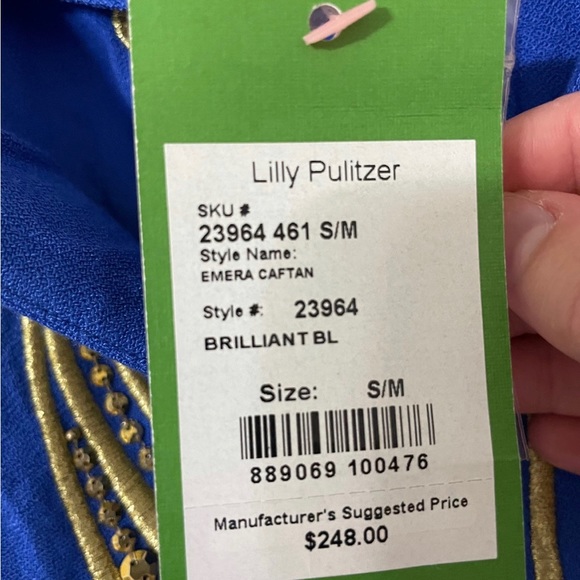 Lilly Pulitzer
SKU #
23964 461 S/M
Style Name:
EMERA CAFTAN
Style #: 23964
BRILLIANT BL
Size: S/M
889069 100476
Manufacturer's Suggested Price
$248.00